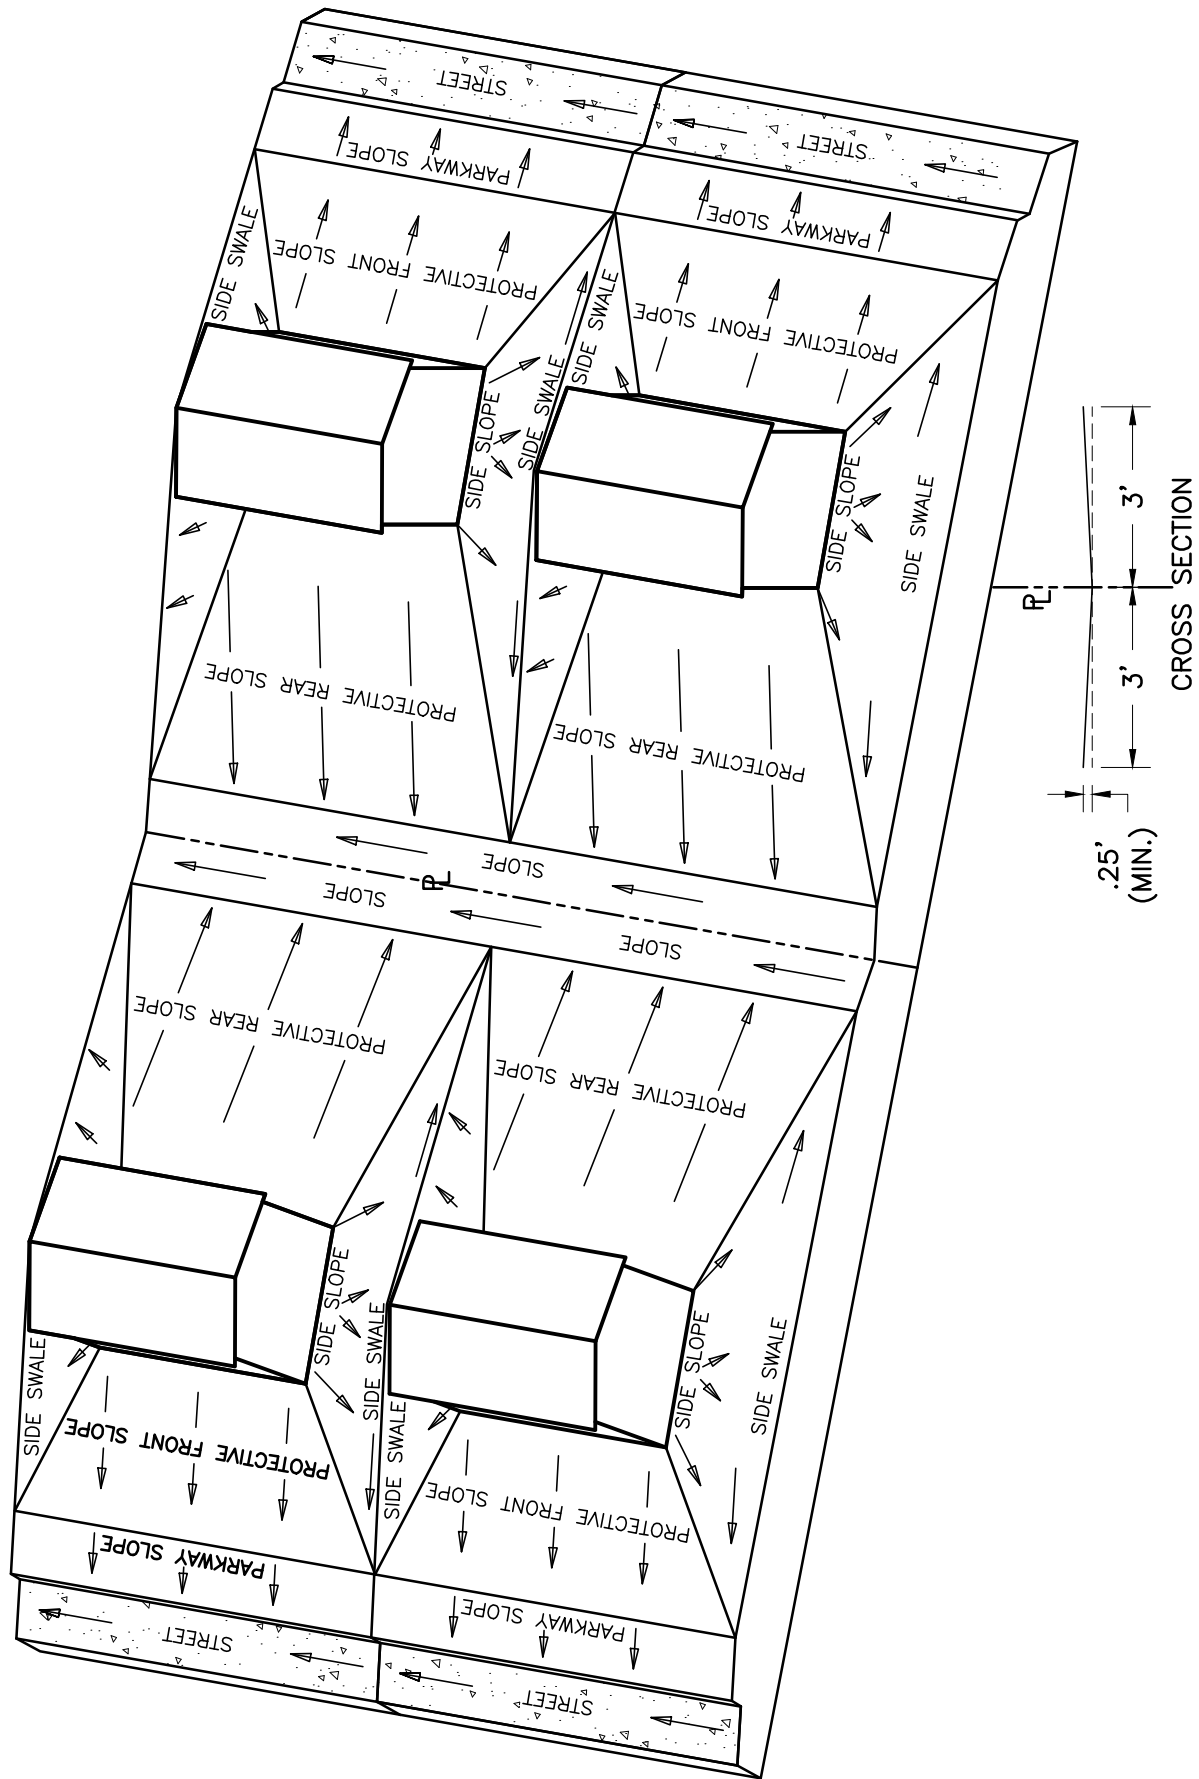 STREET
STREET
PARKWAY SLOPE
PARKWAY SLOPE
SIDE SWALE
PROTECTIVE FRONT SLOPE
SIDE SWALE
SIDE SWALE
PROTECTIVE FRONT SLOPE
SIDE SLOPE
SIDE SLOPE
SIDE SWALE
PROTECTIVE REAR SLOPE
PROTECTIVE REAR SLOPE
SLOPE
PL
SLOPE
SLOPE
PROTECTIVE REAR SLOPE
PROTECTIVE REAR SLOPE
SIDE SLOPE
SIDE SWALE
SIDE SWALE
SIDE SWALE
SIDE SLOPE
SIDE SWALE
PROTECTIVE FRONT SLOPE
PROTECTIVE FRONT SLOPE
PARKWAY SLOPE
PARKWAY SLOPE
STREET
STREET
PL
3'
3'
.25'
(MIN.)
CROSS SECTION